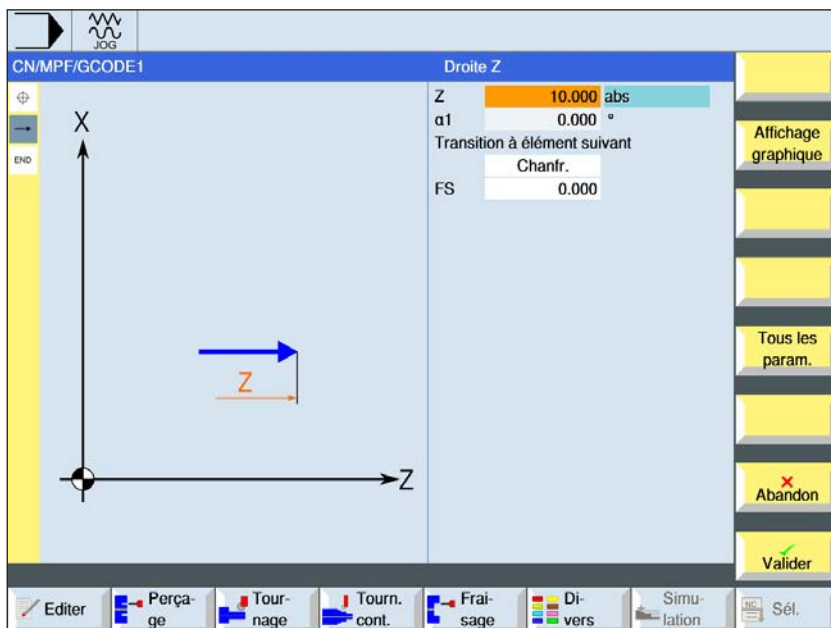 JOG
CN/MPF/GCODE1
Droite Z
END
X
Z
Z
Z 10.000 abs
α1 0.000 °
Transition à élément suivant
Chanfr.
FS 0.000
Affichage
graphique
Tous les
param.
Abandon
Valider
Editer
Perça-
ge
Tour-
nage
Tourn.
cont.
Frai-
sage
Di-
vers
Simu-
lation
NC
Sél.